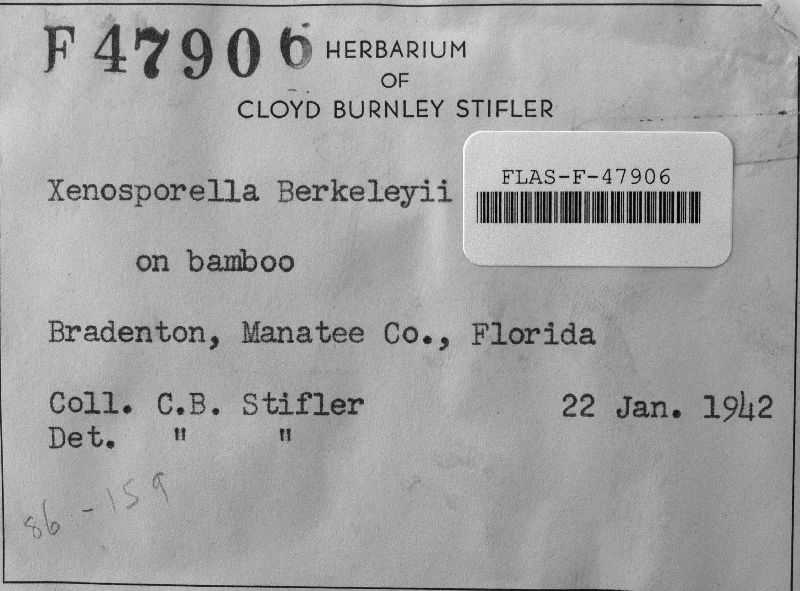 F 47906 HERBARIUM
OF
CLOYD BURNLEY STIFLER
FLAS-F-47906
Xenosporella Berkeleyii
on bamboo
Bradenton, Manatee Co., Florida
Coll. C.B. Stifler 22 Jan. 1942
Det. " "
86-159